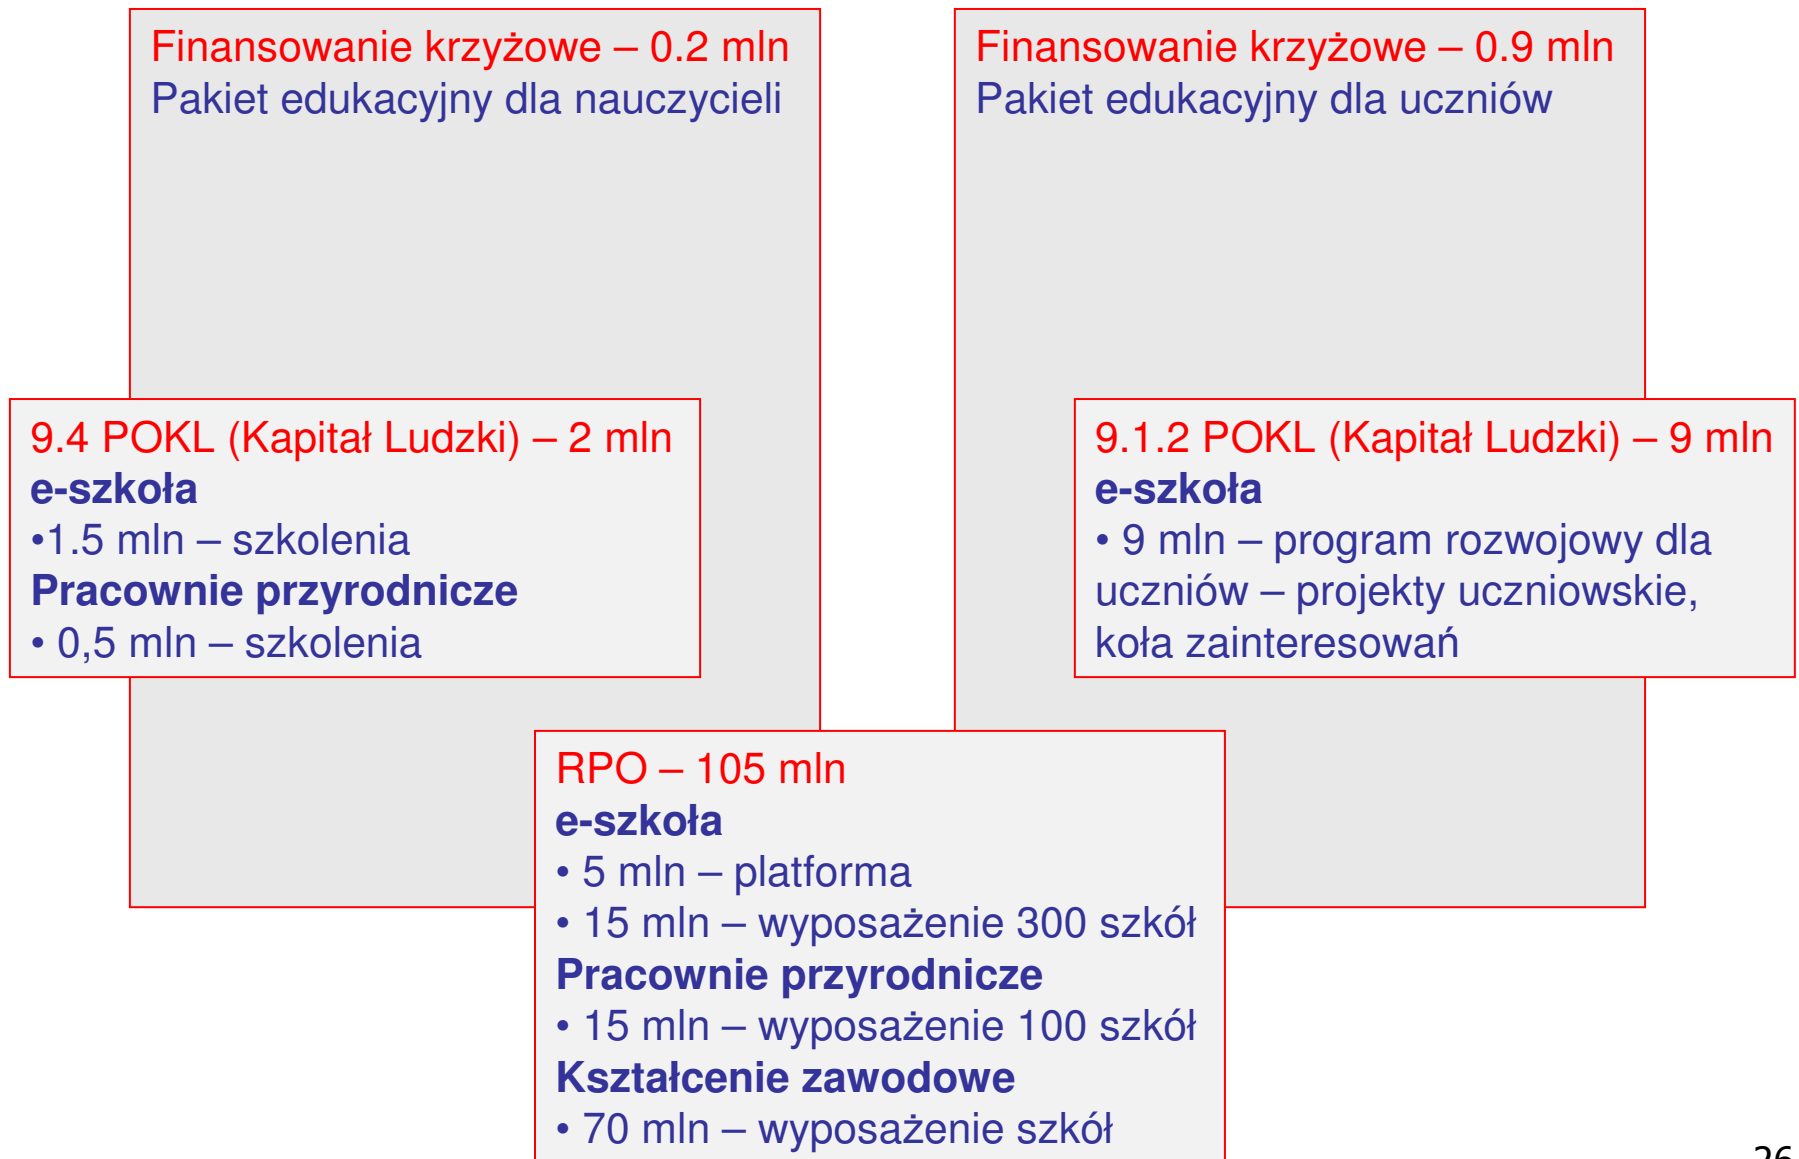 Finansowanie krzyżowe – 0.2 mln
Pakiet edukacyjny dla nauczycieli
Finansowanie krzyżowe – 0.9 mln
Pakiet edukacyjny dla uczniów
9.4 POKL (Kapitał Ludzki) – 2 mln
e-szkoła
•1.5 mln – szkolenia
Pracownie przyrodnicze
• 0,5 mln – szkolenia
9.1.2 POKL (Kapitał Ludzki) – 9 mln
e-szkoła
• 9 mln – program rozwojowy dla
uczniów – projekty uczniowskie,
koła zainteresowań
RPO – 105 mln
e-szkoła
• 5 mln – platforma
• 15 mln – wyposażenie 300 szkół
Pracownie przyrodnicze
• 15 mln – wyposażenie 100 szkół
Kształcenie zawodowe
• 70 mln – wyposażenie szkół
26